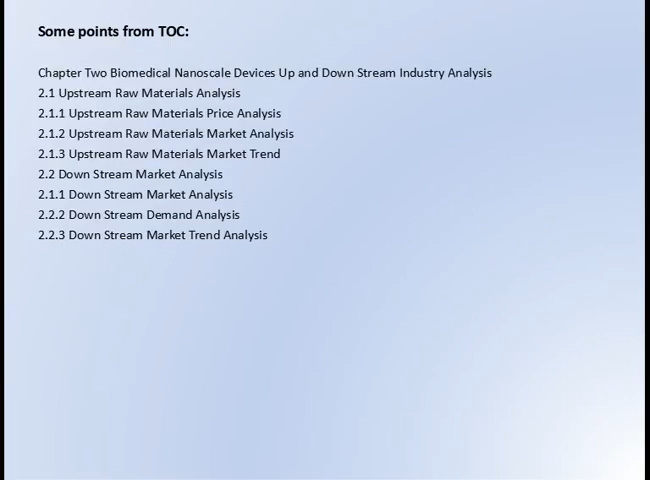 Some points from TOC:
Chapter Two Biomedical Nanoscale Devices Up and Down Stream Industry Analysis
2.1 Upstream Raw Materials Analysis
2.1.1 Upstream Raw Materials Price Analysis
2.1.2 Upstream Raw Materials Market Analysis
2.1.3 Upstream Raw Materials Market Trend
2.2 Down Stream Market Analysis
2.1.1 Down Stream Market Analysis
2.2.2 Down Stream Demand Analysis
2.2.3 Down Stream Market Trend Analysis